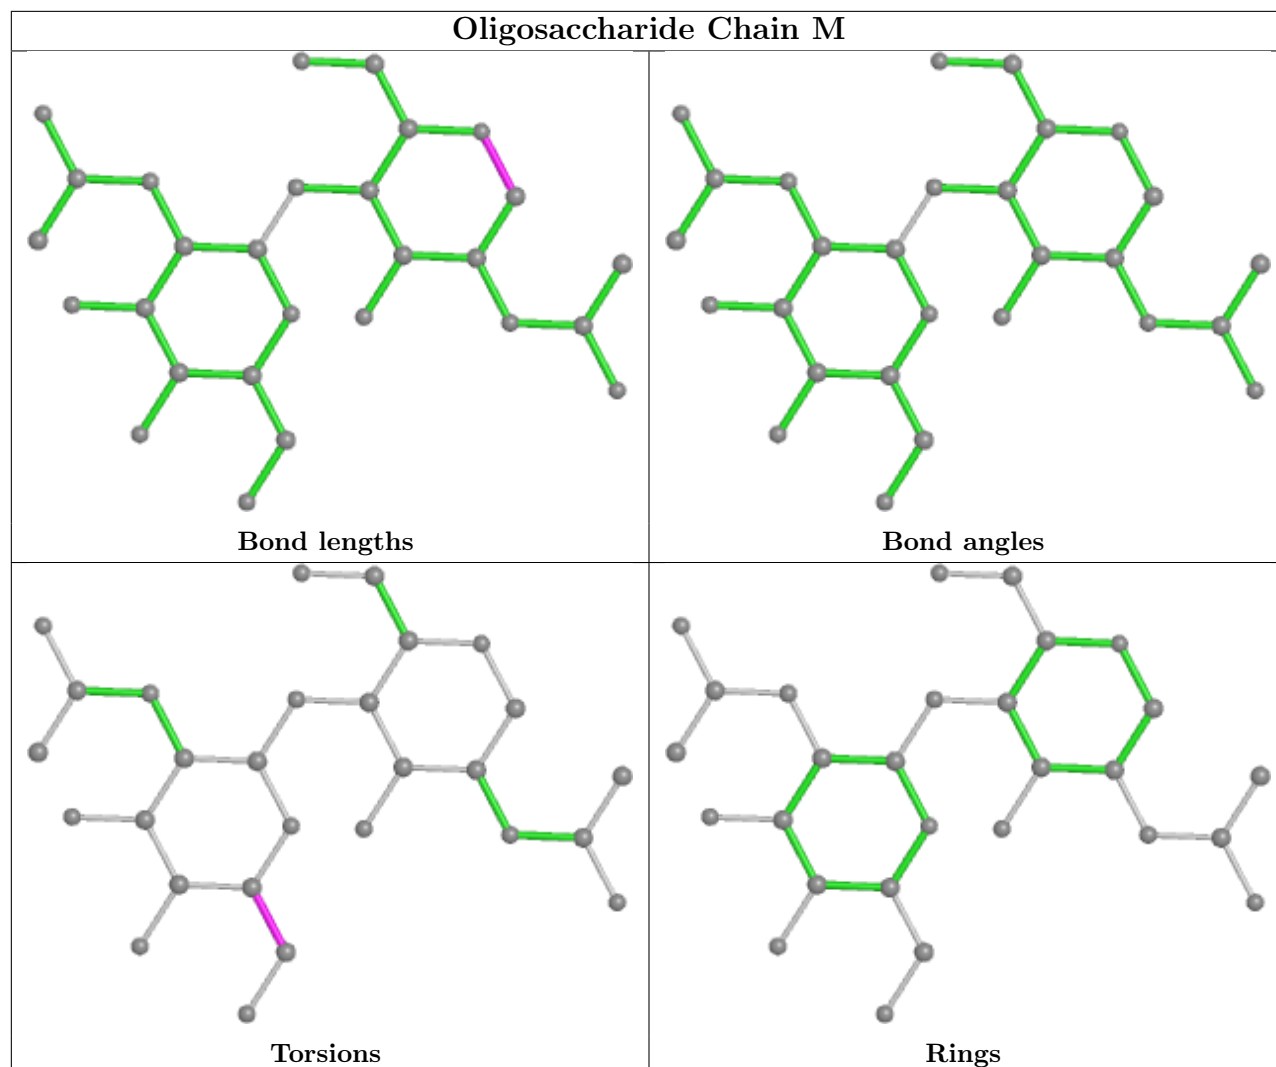 Oligosaccharide Chain M
Bond lengths
Bond angles
Torsions
Rings